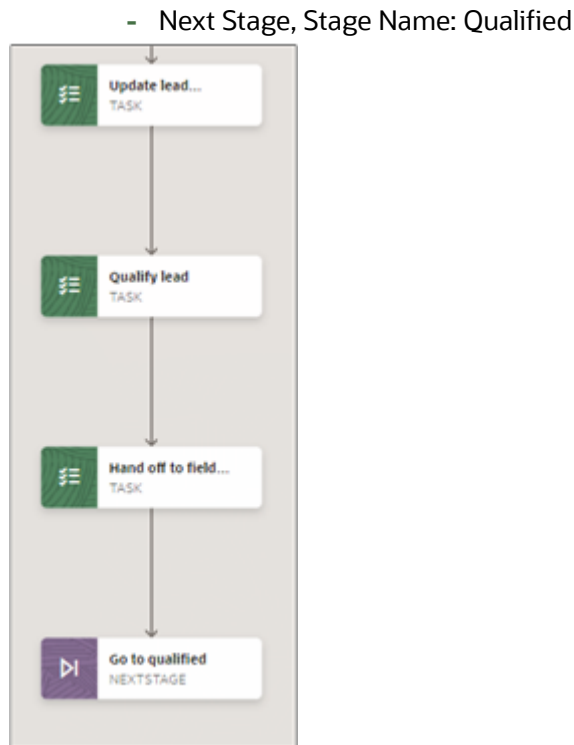 - Next Stage, Stage Name: Qualified
Update lead...
TASK
Qualify lead
TASK
Hand off to field...
TASK
Go to qualified
NEXTSTAGE